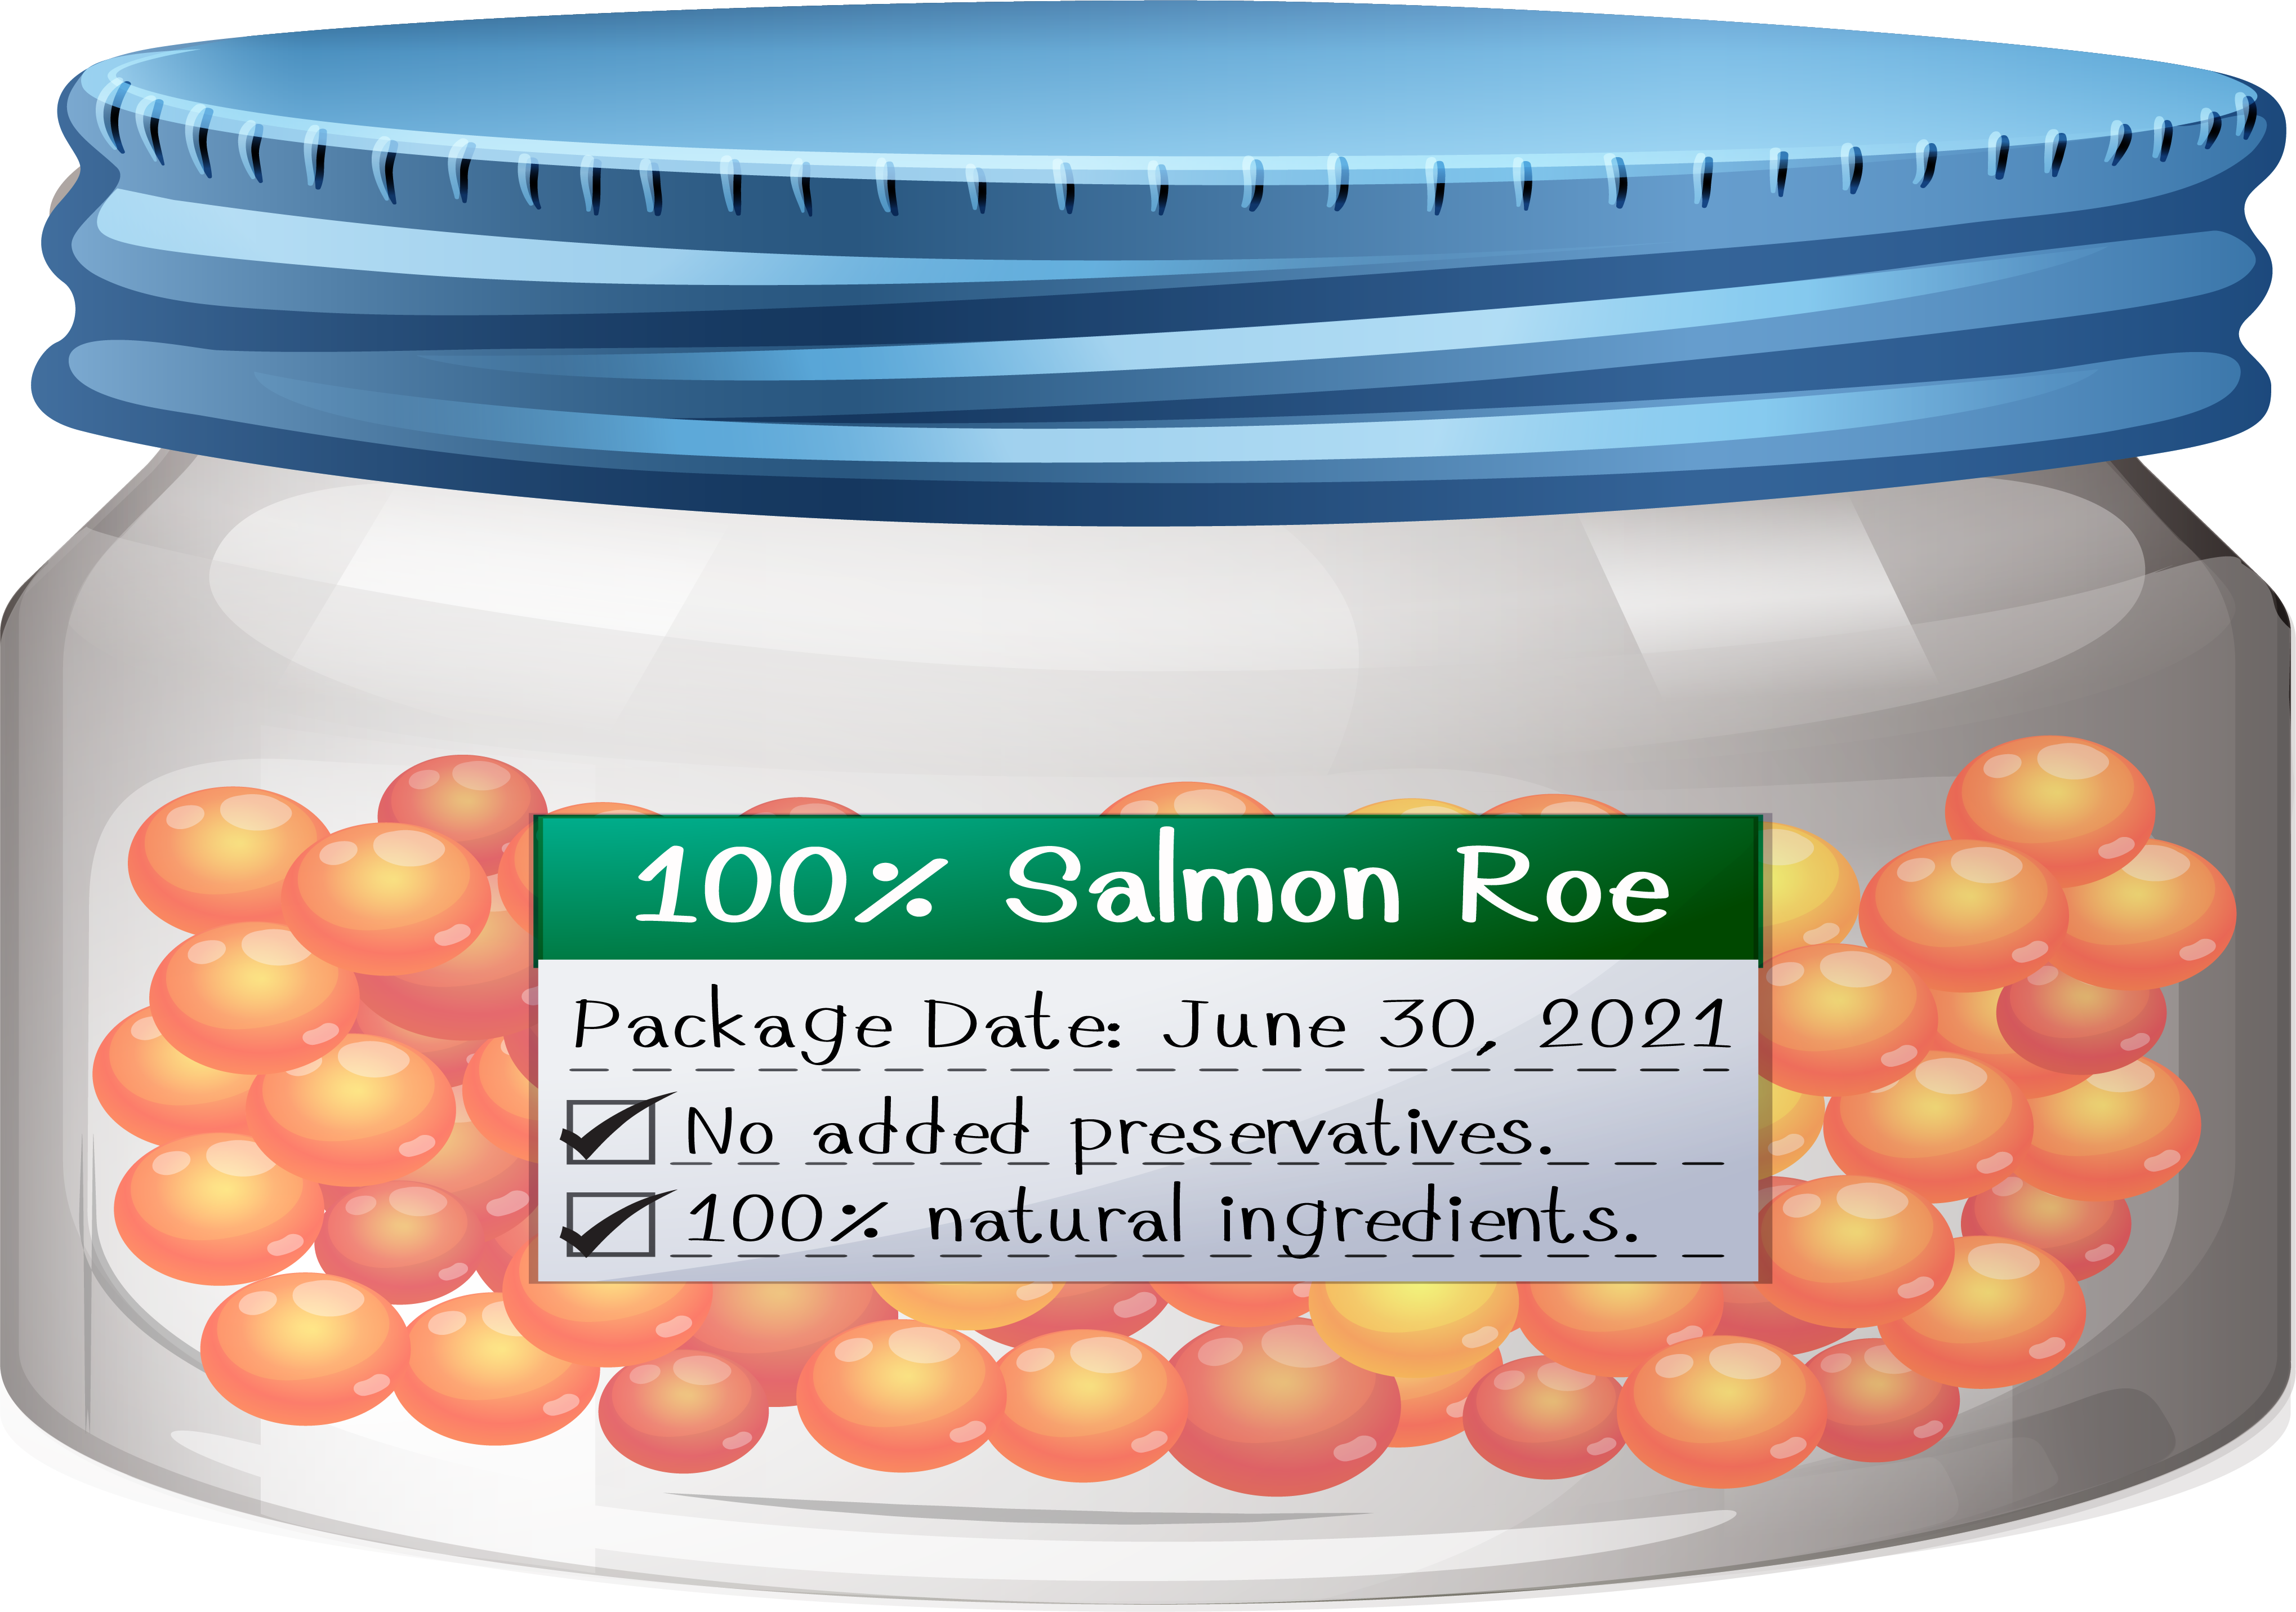 100% Salmon Roe
Package Date: June 30, 2021
No added preservatives.
100% natural ingredients.